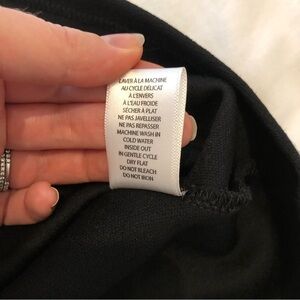 LAVER À LA MACHINE
AU CYCLE DÉLICAT
À L'ENVERS
À L'EAU FROIDE
SÉCHER À PLAT
NE PAS JAVELLISER
NE PAS REPASSER
MACHINE WASH IN
COLD WATER
INSIDE OUT
IN GENTLE CYCLE
DRY FLAT
DO NOT BLEACH
DO NOT IRON